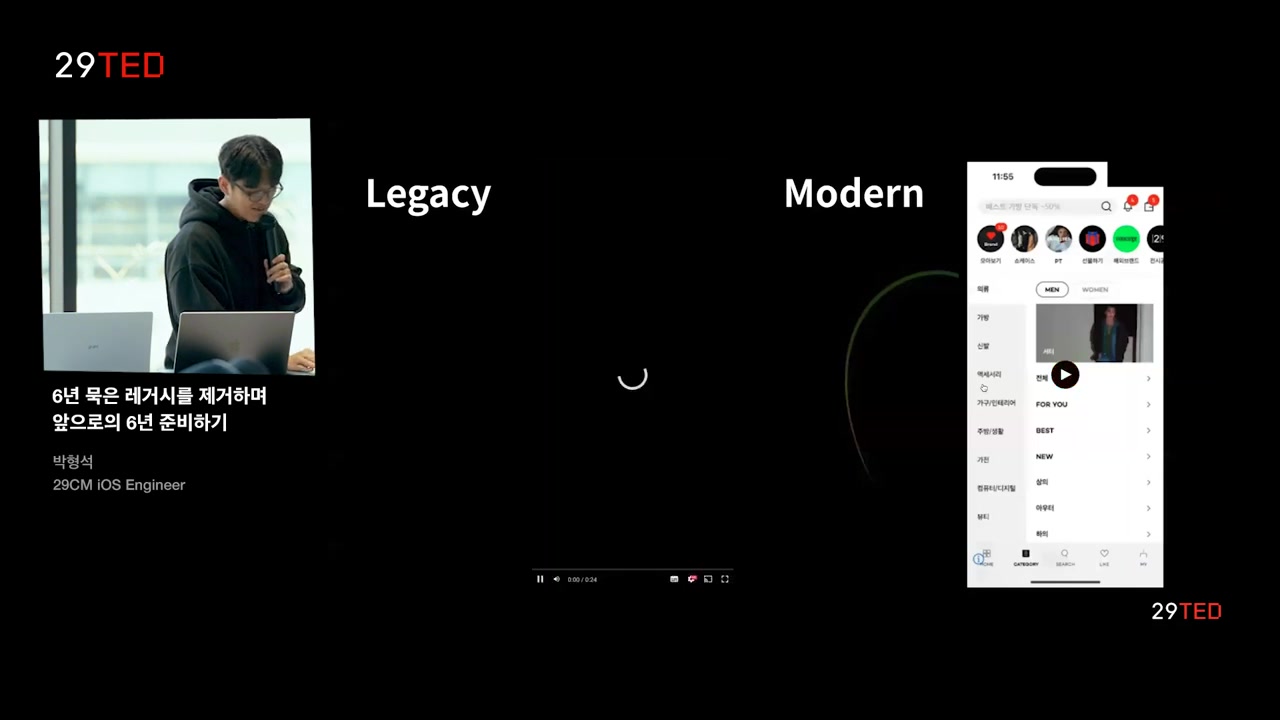 29TED
6년 묵은 레거시를 제거하며
앞으로의 6년 준비하기
박형석
29CM iOS Engineer
Legacy
0:00 / 0:24
Modern
11:55
베스트 가방 단독 ~50%
모아보기
쇼케이스
PT
선물하기
해외브랜드
의류
MEN
WOMEN
가방
신발
액세서리
가구/인테리어
주방/생활
가전
컴퓨터/디지털
뷰티
전체
FOR YOU
BEST
NEW
상의
아우터
하의
HOME
CATEGORY
SEARCH
LIKE
MY
29TED